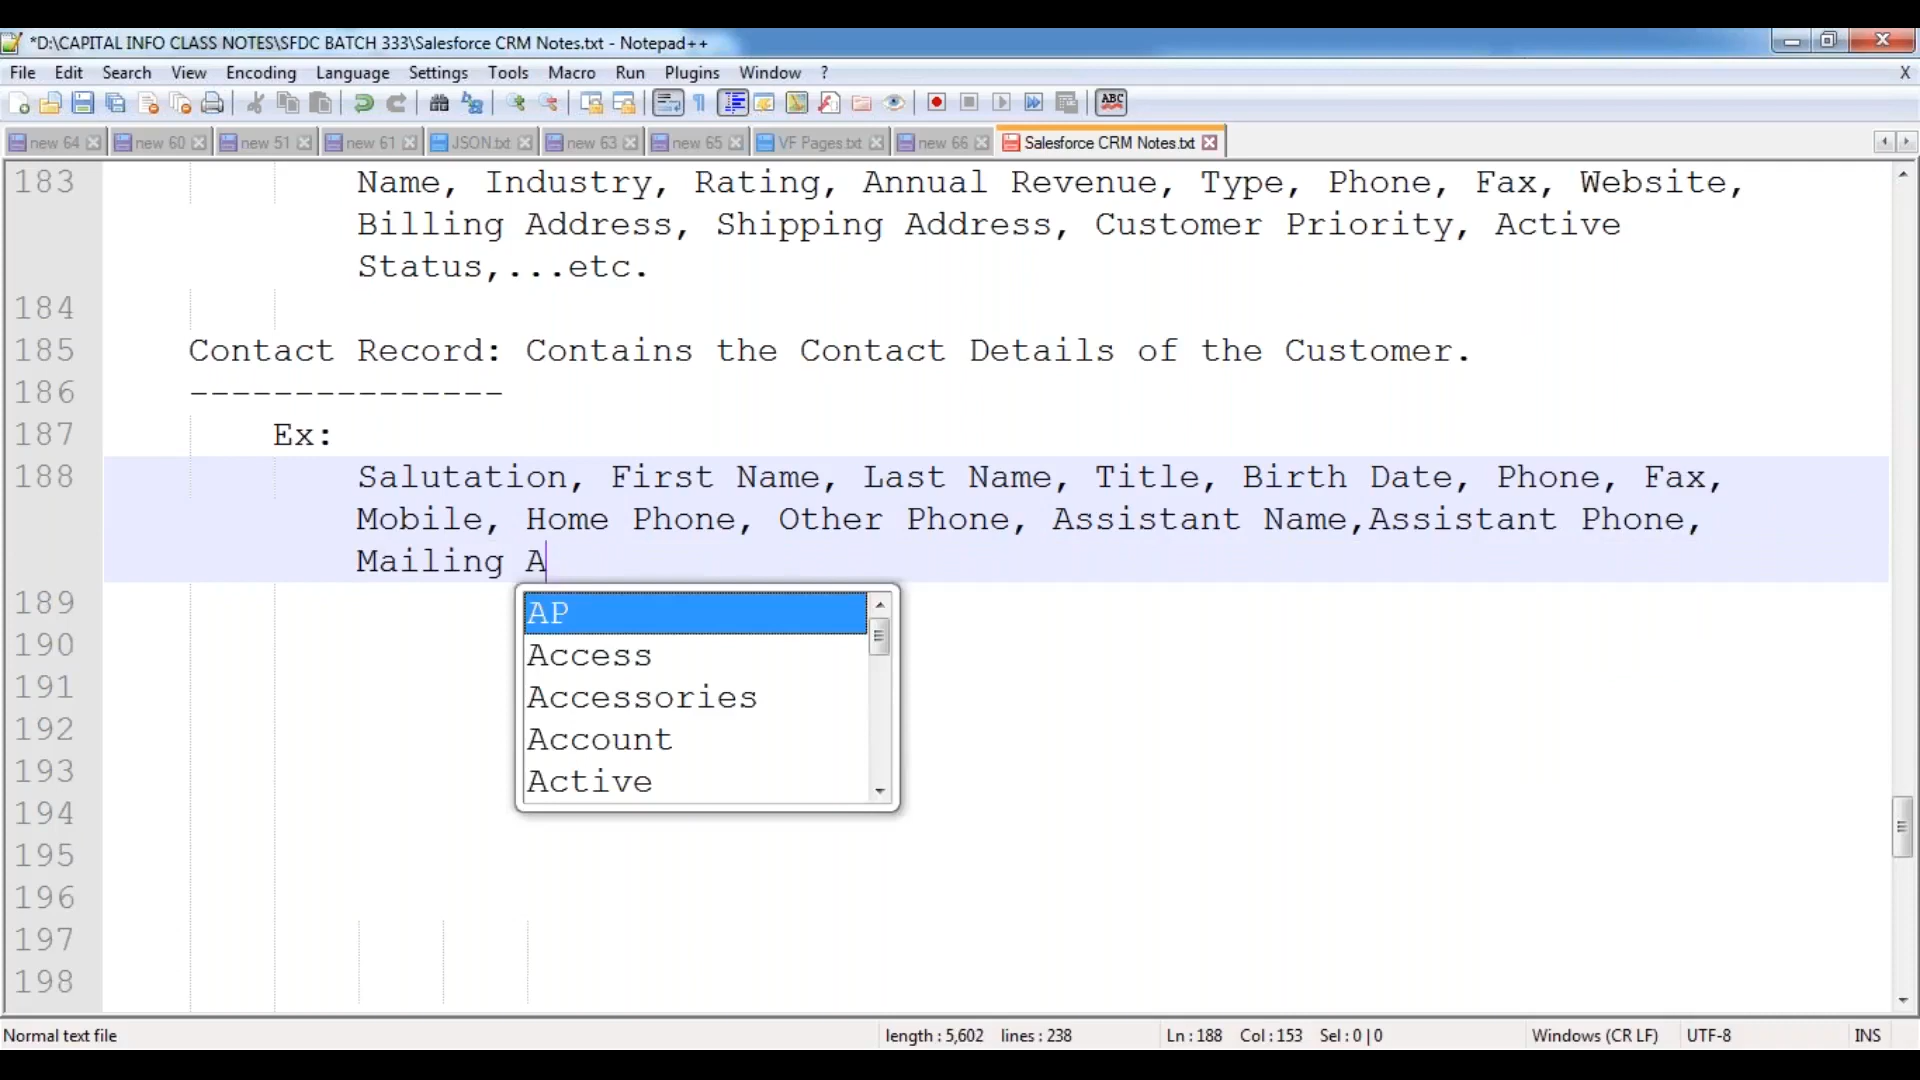 *D:\CAPITAL INFO CLASS NOTES\SFDC BATCH 333\Salesforce CRM Notes.txt - Notepad++
File Edit Search View Encoding Language Settings Tools Macro Run Plugins Window ? X
ABC
new 64 new 60 new 51 new 61 JSON.txt new 63 new 65 VF Pages.txt new 66 Salesforce CRM Notes.txt
183 Name, Industry, Rating, Annual Revenue, Type, Phone, Fax, Website,
Billing Address, Shipping Address, Customer Priority, Active
Status,...etc.
184
185 Contact Record: Contains the Contact Details of the Customer.
186 ---------------
187 Ex:
188 Salutation, First Name, Last Name, Title, Birth Date, Phone, Fax,
Mobile, Home Phone, Other Phone, Assistant Name,Assistant Phone,
Mailing A
189 AP
190 Access
191 Accessories
192 Account
193 Active
194
195
196
197
198
Normal text file length : 5,602 lines : 238 Ln : 188 Col : 153 Sel : 0 | 0 Windows (CR LF) UTF-8 INS